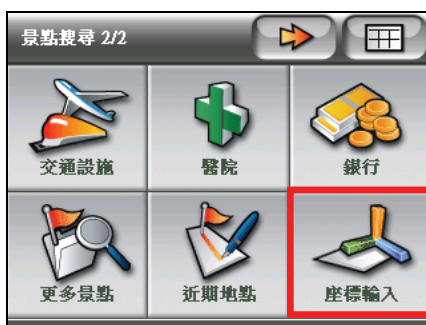 景點搜尋 2/2
交通設施
醫院
銀行
更多景點
近期地點
座標輸入